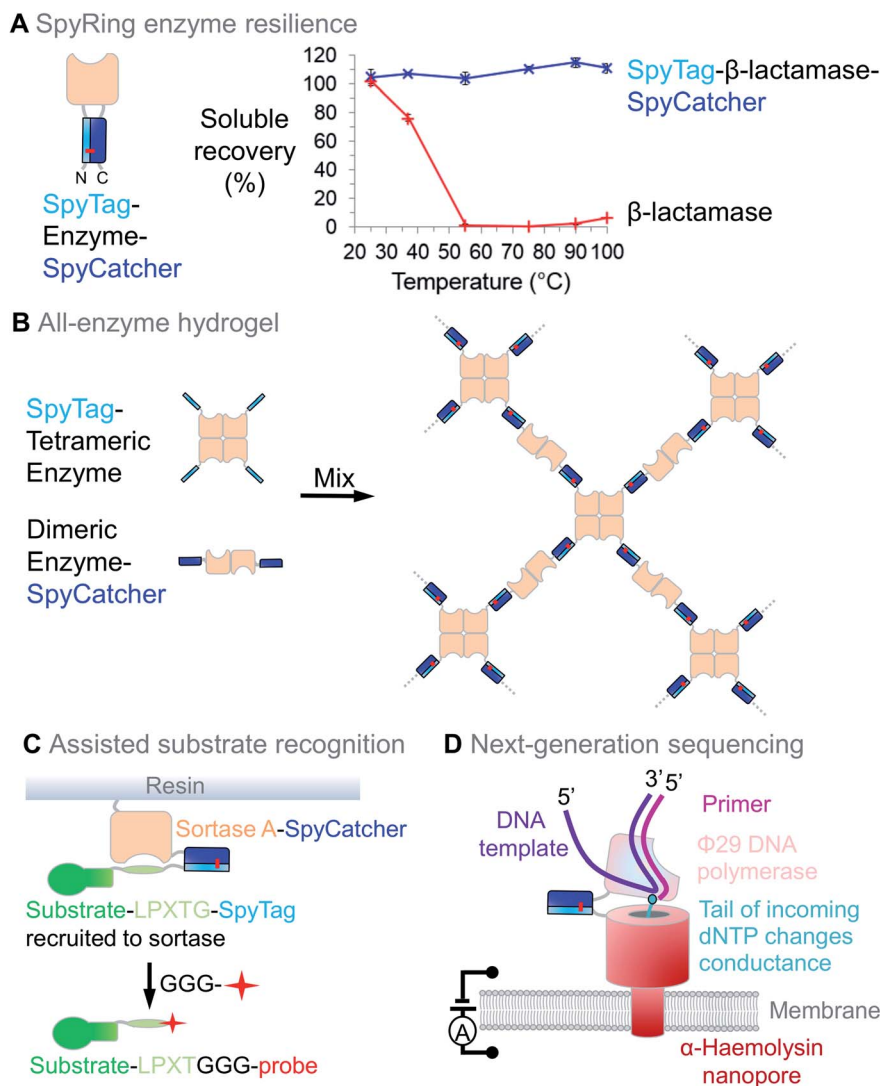 A SpyRing enzyme resilience
N C
SpyTag-
Enzyme-
SpyCatcher
Soluble
recovery
(%)
120
100
80
60
40
20
0
20 30 40 50 60 70 80 90 100
Temperature (°C)
SpyTag-β-lactamase-
SpyCatcher
β-lactamase
B All-enzyme hydrogel
SpyTag-
Tetrameric
Enzyme
Dimeric
Enzyme-
SpyCatcher
Mix
C Assisted substrate recognition
Resin
Sortase A-SpyCatcher
Substrate-LPXTG-SpyTag
recruited to sortase
GGG-
Substrate-LPXTGGG-probe
D Next-generation sequencing
5’
3’ 5’
Primer
DNA
template
Φ29 DNA
polymerase
Tail of incoming
dNTP changes
conductance
A
Membrane
α-Haemolysin
nanopore